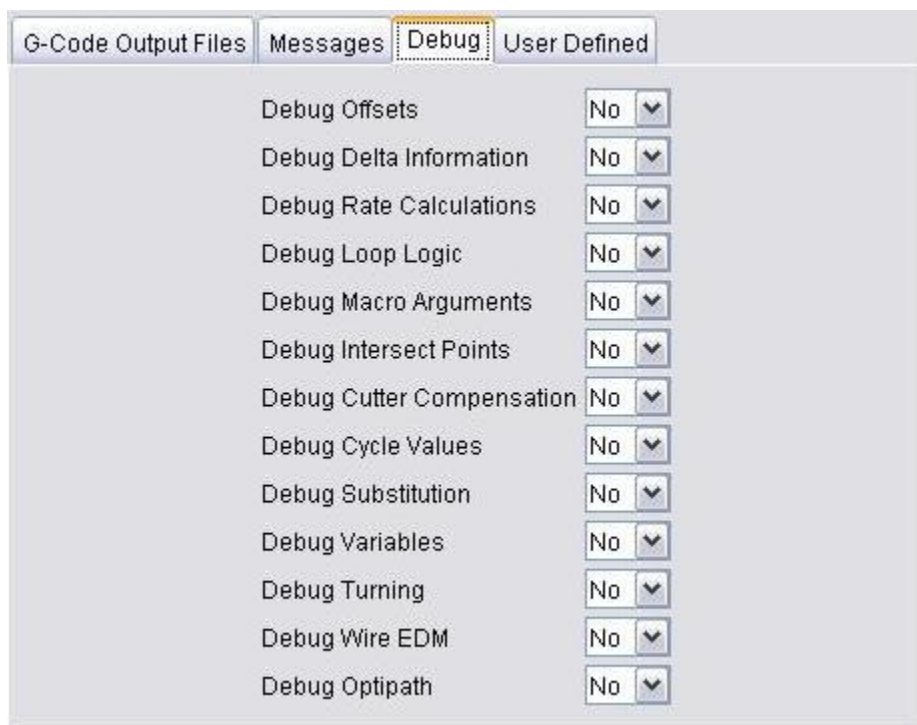 G-Code Output Files Messages Debug User Defined
Debug Offsets No
Debug Delta Information No
Debug Rate Calculations No
Debug Loop Logic No
Debug Macro Arguments No
Debug Intersect Points No
Debug Cutter Compensation No
Debug Cycle Values No
Debug Substitution No
Debug Variables No
Debug Turning No
Debug Wire EDM No
Debug Optipath No